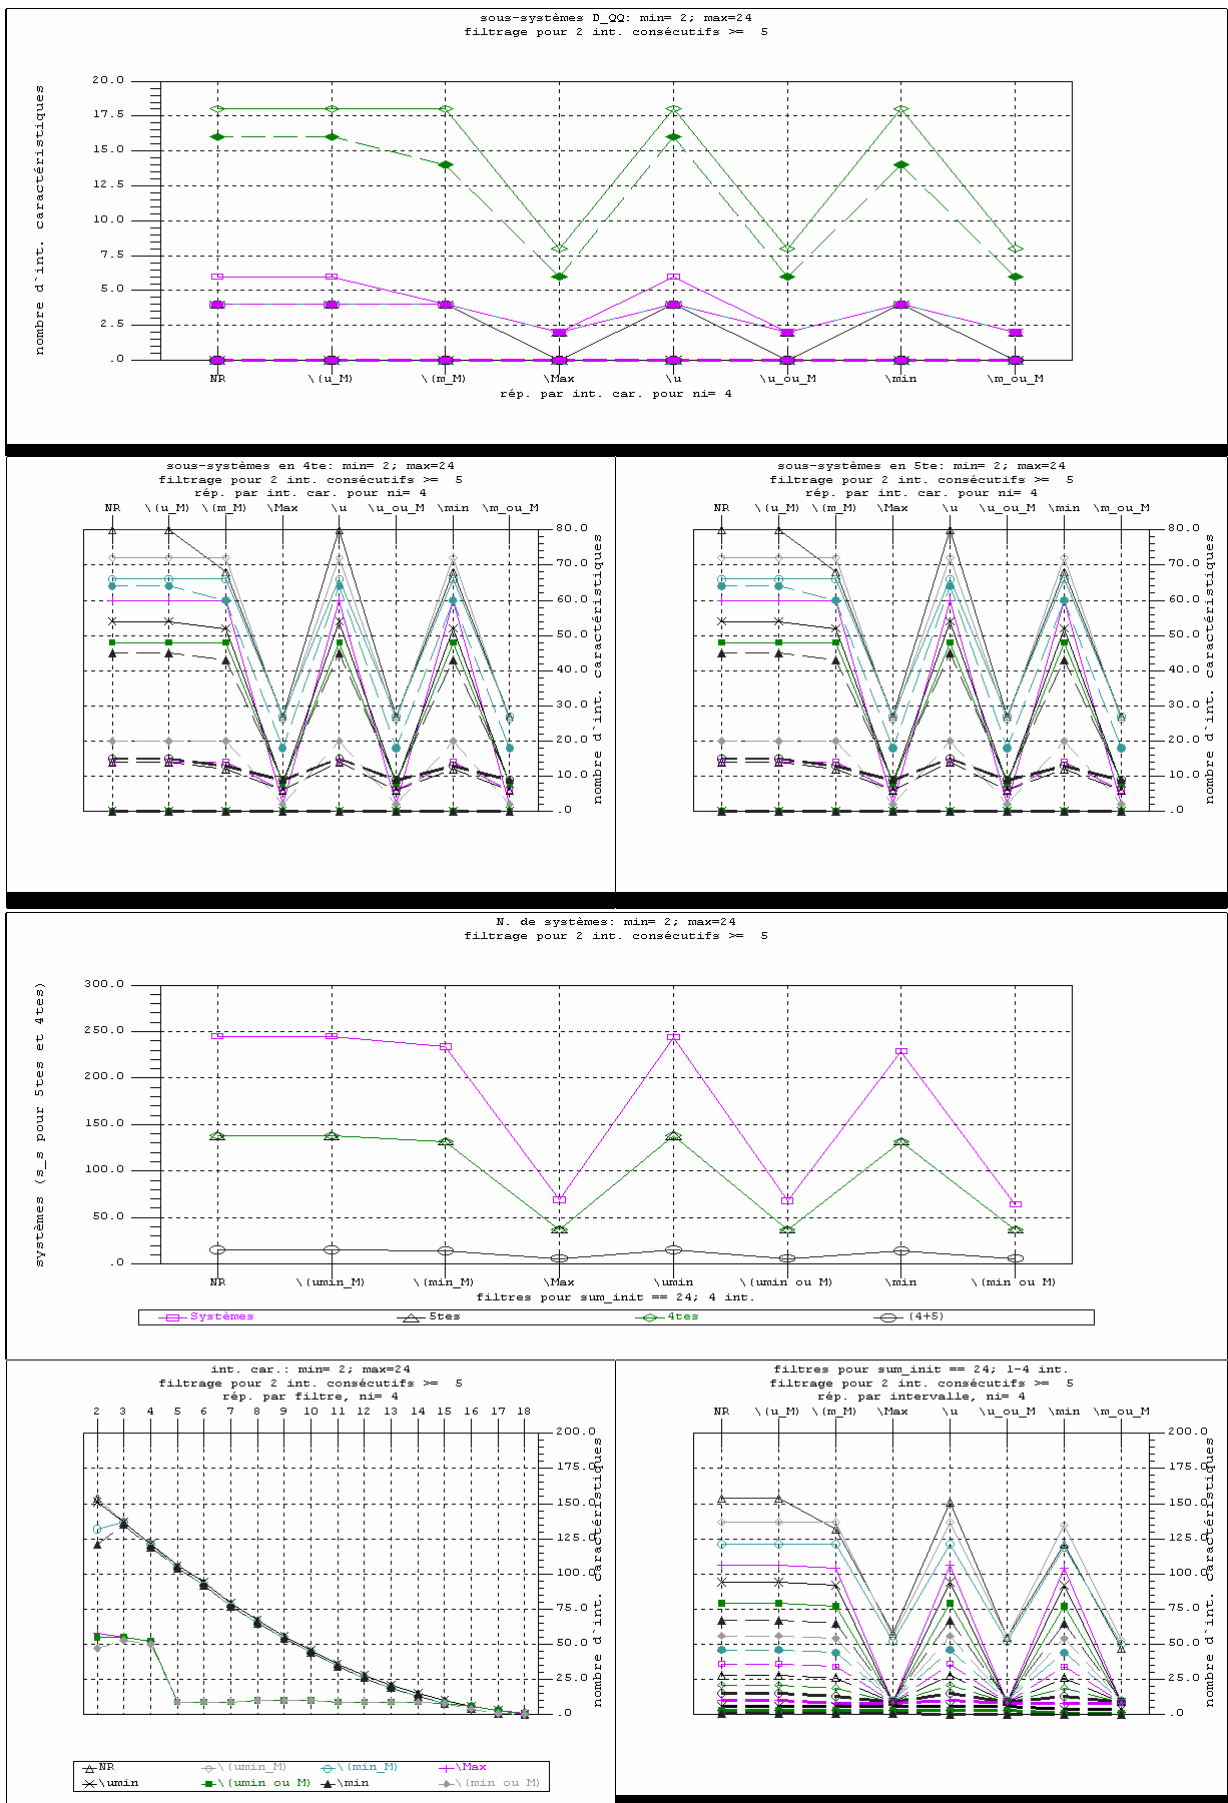 sous-systèmes D_QQ: min= 2; max=24
filtrage pour 2 int. consécutifs >=  5
nombre d`int. caractéristiques
20.0
17.5
15.0
12.5
10.0
7.5
5.0
2.5
.0
NR \(u_M) \(m_M) \Max \u \u_ou_M \min \m_ou_M
rép. par int. car. pour ni= 4
sous-systèmes en 4te: min= 2; max=24
filtrage pour 2 int. consécutifs >=  5
rép. par int. car. pour ni= 4
NR \(u_M) \(m_M) \Max \u \u_ou_M \min \m_ou_M
80.0
70.0
60.0
50.0
40.0
30.0
20.0
10.0
.0
nombre d`int. caractéristiques
sous-systèmes en 5te: min= 2; max=24
filtrage pour 2 int. consécutifs >=  5
rép. par int. car. pour ni= 4
NR \(u_M) \(m_M) \Max \u \u_ou_M \min \m_ou_M
80.0
70.0
60.0
50.0
40.0
30.0
20.0
10.0
.0
nombre d`int. caractéristiques
N. de systèmes: min= 2; max=24
filtrage pour 2 int. consécutifs >=  5
systèmes (s_s pour 5tes et 4tes)
300.0
250.0
200.0
150.0
100.0
50.0
.0
NR \(umin_M) \(min_M) \Max \umin \(umin ou M) \min \(min ou M)
filtres pour sum_init == 24; 4 int.
Systèmes 5tes 4tes (4+5)
int. car.: min= 2; max=24
filtrage pour 2 int. consécutifs >=  5
rép. par filtre, ni= 4
2 3 4 5 6 7 8 9 10 11 12 13 14 15 16 17 18
200.0
175.0
150.0
125.0
100.0
75.0
50.0
25.0
.0
nombre d`int. caractéristiques
NR \(umin_M) \(min_M) \Max
\umin \(umin ou M) \min \(min ou M)
filtres pour sum_init == 24; 1-4 int.
filtrage pour 2 int. consécutifs >=  5
rép. par intervalle, ni= 4
NR \(u_M) \(m_M) \Max \u \u_ou_M \min \m_ou_M
200.0
175.0
150.0
125.0
100.0
75.0
50.0
25.0
.0
nombre d`int. caractéristiques